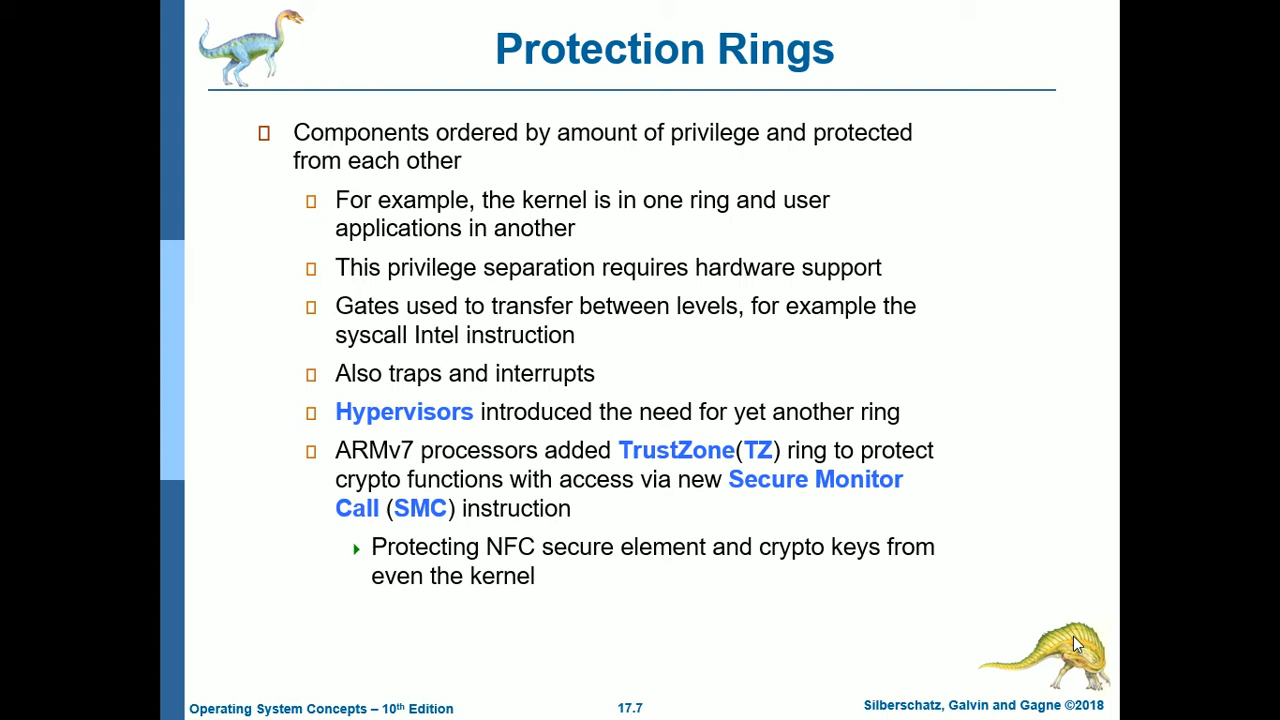 Protection Rings
Components ordered by amount of privilege and protected
from each other
For example, the kernel is in one ring and user
applications in another
This privilege separation requires hardware support
Gates used to transfer between levels, for example the
syscall Intel instruction
Also traps and interrupts
Hypervisors introduced the need for yet another ring
ARMv7 processors added TrustZone(TZ) ring to protect
crypto functions with access via new Secure Monitor
Call (SMC) instruction
Protecting NFC secure element and crypto keys from
even the kernel
Operating System Concepts – 10th Edition
17.7
Silberschatz, Galvin and Gagne ©2018